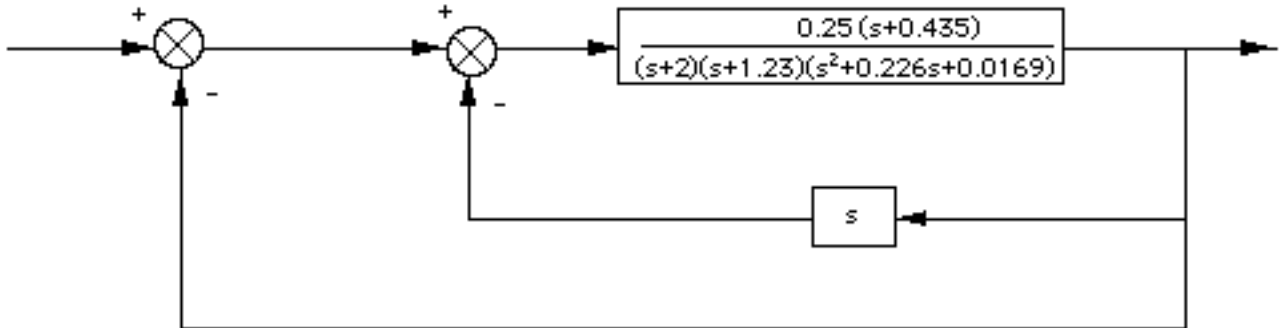 +
+
0.25 (s+0.435)
(s+2)(s+1.23)(s²+0.226s+0.0169)
-
-
s